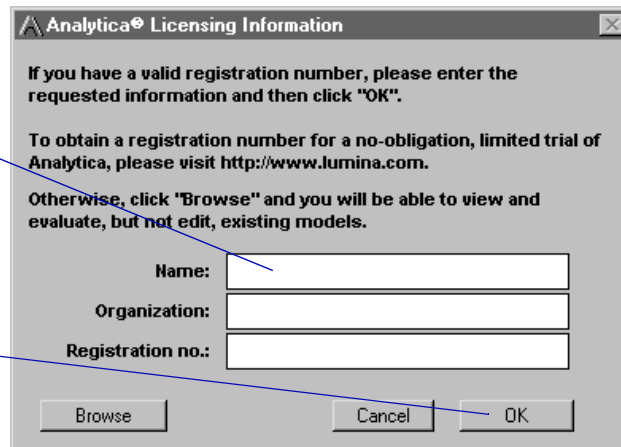 Analytica® Licensing Information
If you have a valid registration number, please enter the
requested information and then click "OK".
To obtain a registration number for a no-obligation, limited trial of
Analytica, please visit http://www.lumina.com.
Otherwise, click "Browse" and you will be able to view and
evaluate, but not edit, existing models.
Name:
Organization:
Registration no.:
Browse Cancel OK